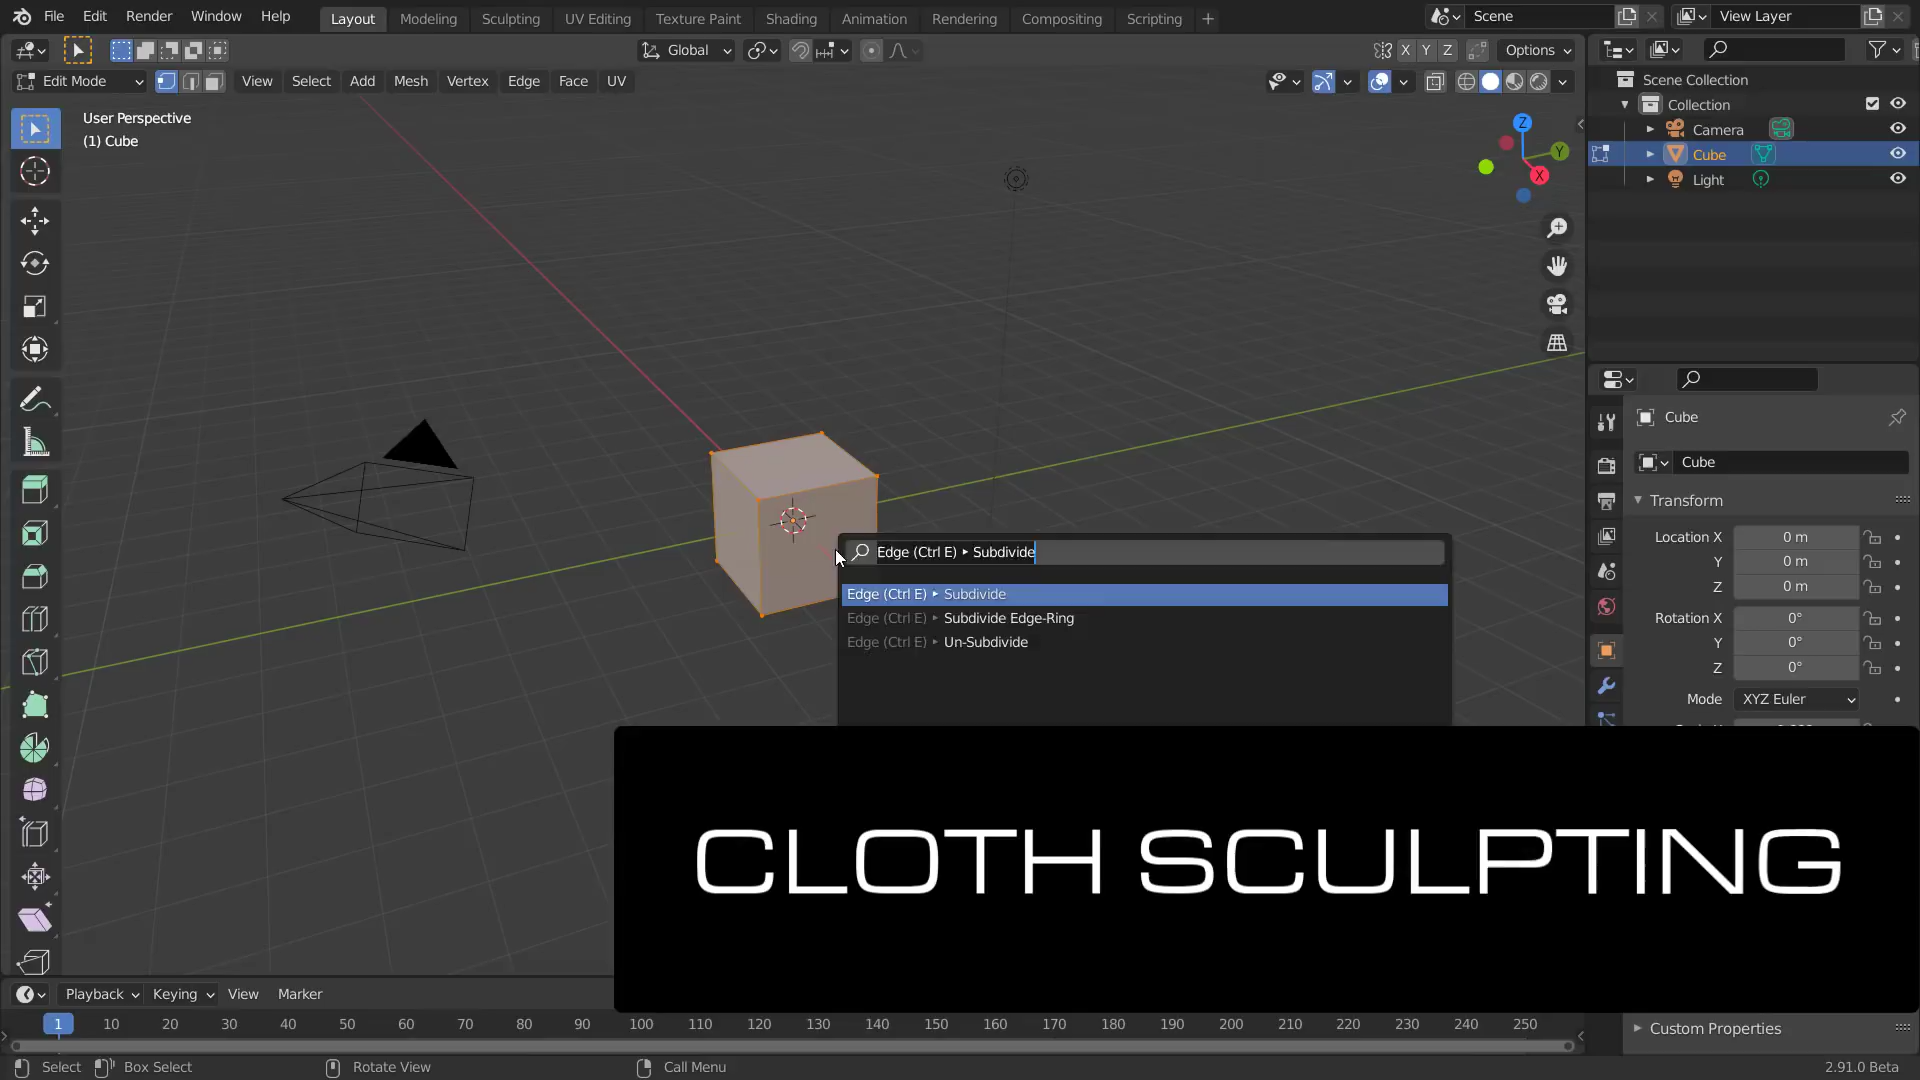 File Edit Render Window Help Layout Modeling Sculpting UV Editing Texture Paint Shading Animation Rendering Compositing Scripting + Scene View Layer
Global X Y Z Options
Edit Mode View Select Add Mesh Vertex Edge Face UV
User Perspective
(1) Cube
Z
Y
X
Scene Collection
Collection
Camera
Cube
Light
Edge (Ctrl E) ▸ Subdivide
Edge (Ctrl E) ▸ Subdivide
Edge (Ctrl E) ▸ Subdivide Edge-Ring
Edge (Ctrl E) ▸ Un-Subdivide
Cube
Cube
Transform
Location X 0 m
Y 0 m
Z 0 m
Rotation X 0°
Y 0°
Z 0°
Mode XYZ Euler
CLOTH SCULPTING
Playback Keying View Marker
1 10 20 30 40 50 60 70 80 90 100 110 120 130 140 150 160 170 180 190 200 210 220 230 240 250
Custom Properties
Select Box Select Rotate View Call Menu 2.91.0 Beta